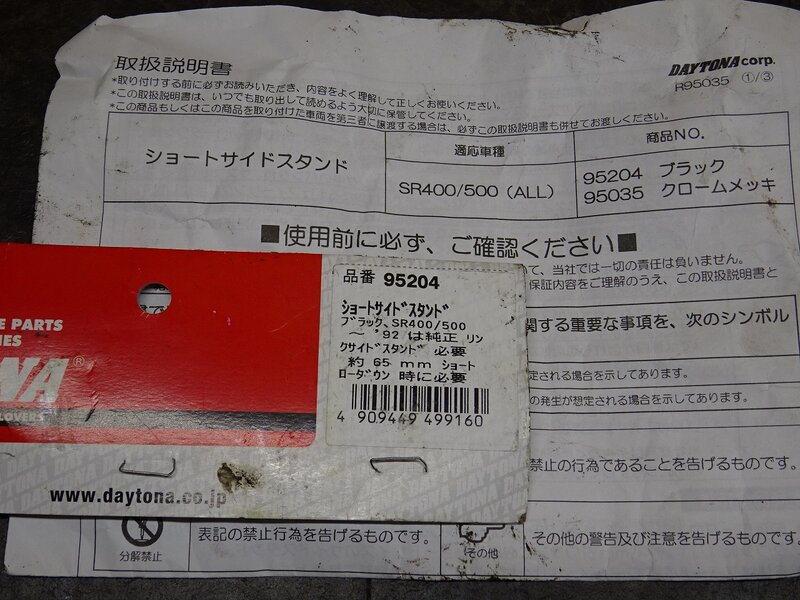 取扱説明書
*取り付けする前に必ずお読みいただき、内容をよく理解して正しくお使いください。
*この取扱説明書は、いつでも取り出して読めるよう大切に保管してください。
*この商品もしくはこの商品を取り付けた車両を第三者に譲渡する場合は、必ずこの取扱説明書も併せてお渡しください。
DAYTONA corp.
R95035 ①/③
ショートサイドスタンド
適応車種
SR400/500 (ALL)
商品NO.
95204 ブラック
95035 クロームメッキ
■使用前に必ず、ご確認ください■
て、当社では一切の責任は負いません。
保証内容をご理解のうえ、この取扱説明書と
関する重要な事項を、次のシンボル
定される場合を示してあります。
の発生が想定される場合を示してあります。
禁止の行為であることを告げるものです。
その他の警告及び注意を告げるものです。
その他
表記の禁止行為を告げるものです。
分解禁止
E PARTS
IES
NA®
LOVERS
www.daytona.co.jp
品番 95204
ショートサイドスタンド
ブラック、SR400/500
～'92は純正 リン
クサイドスタンド 必要
約 65mm ショート
ローダウン 時に必要
4 909449 499160